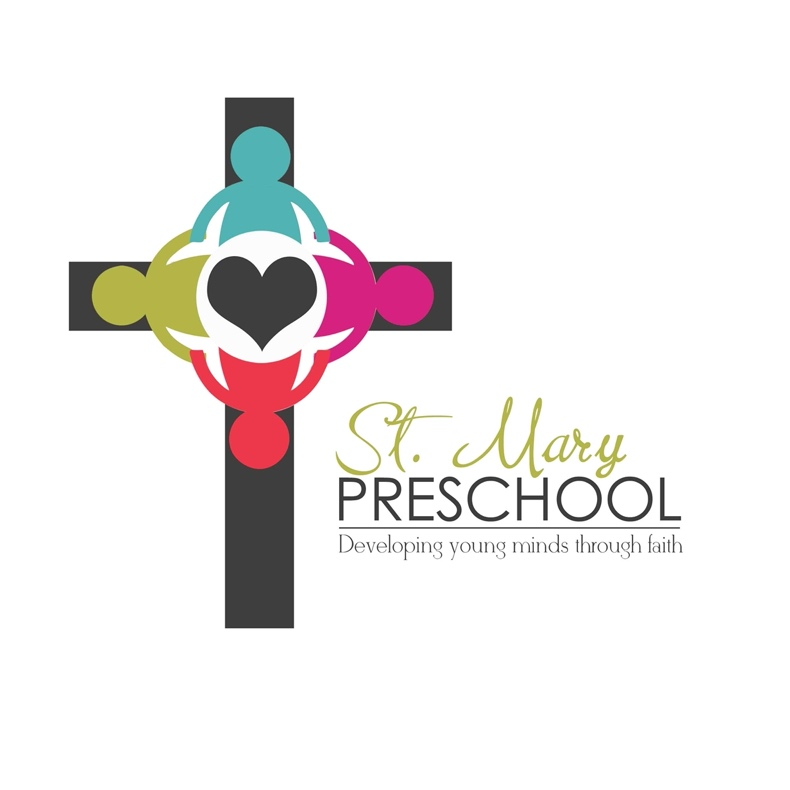 St. Mary
PRESCHOOL
Developing young minds through faith